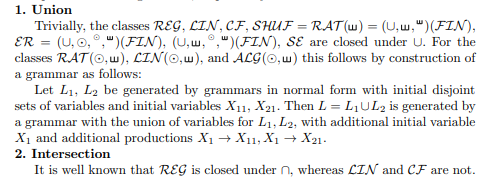 1. Union
Trivially, the classes REG, LIN, CF, SHUF = RAT(ш) = (∪,ш,^ш)(FIN),
ER = (∪,⊙,^⊙,^ш)(FIN), (∪,ш,^⊙,^ш)(FIN), SE are closed under ∪. For the
classes RAT(⊙,ш), LIN(⊙,ш), and ALG(⊙,ш) this follows by construction of
a grammar as follows:
Let L₁, L₂ be generated by grammars in normal form with initial disjoint
sets of variables and initial variables X₁₁, X₂₁. Then L = L₁∪L₂ is generated by
a grammar with the union of variables for L₁, L₂, with additional initial variable
X₁ and additional productions X₁ → X₁₁, X₁ → X₂₁.
2. Intersection
It is well known that REG is closed under ∩, whereas LIN and CF are not.